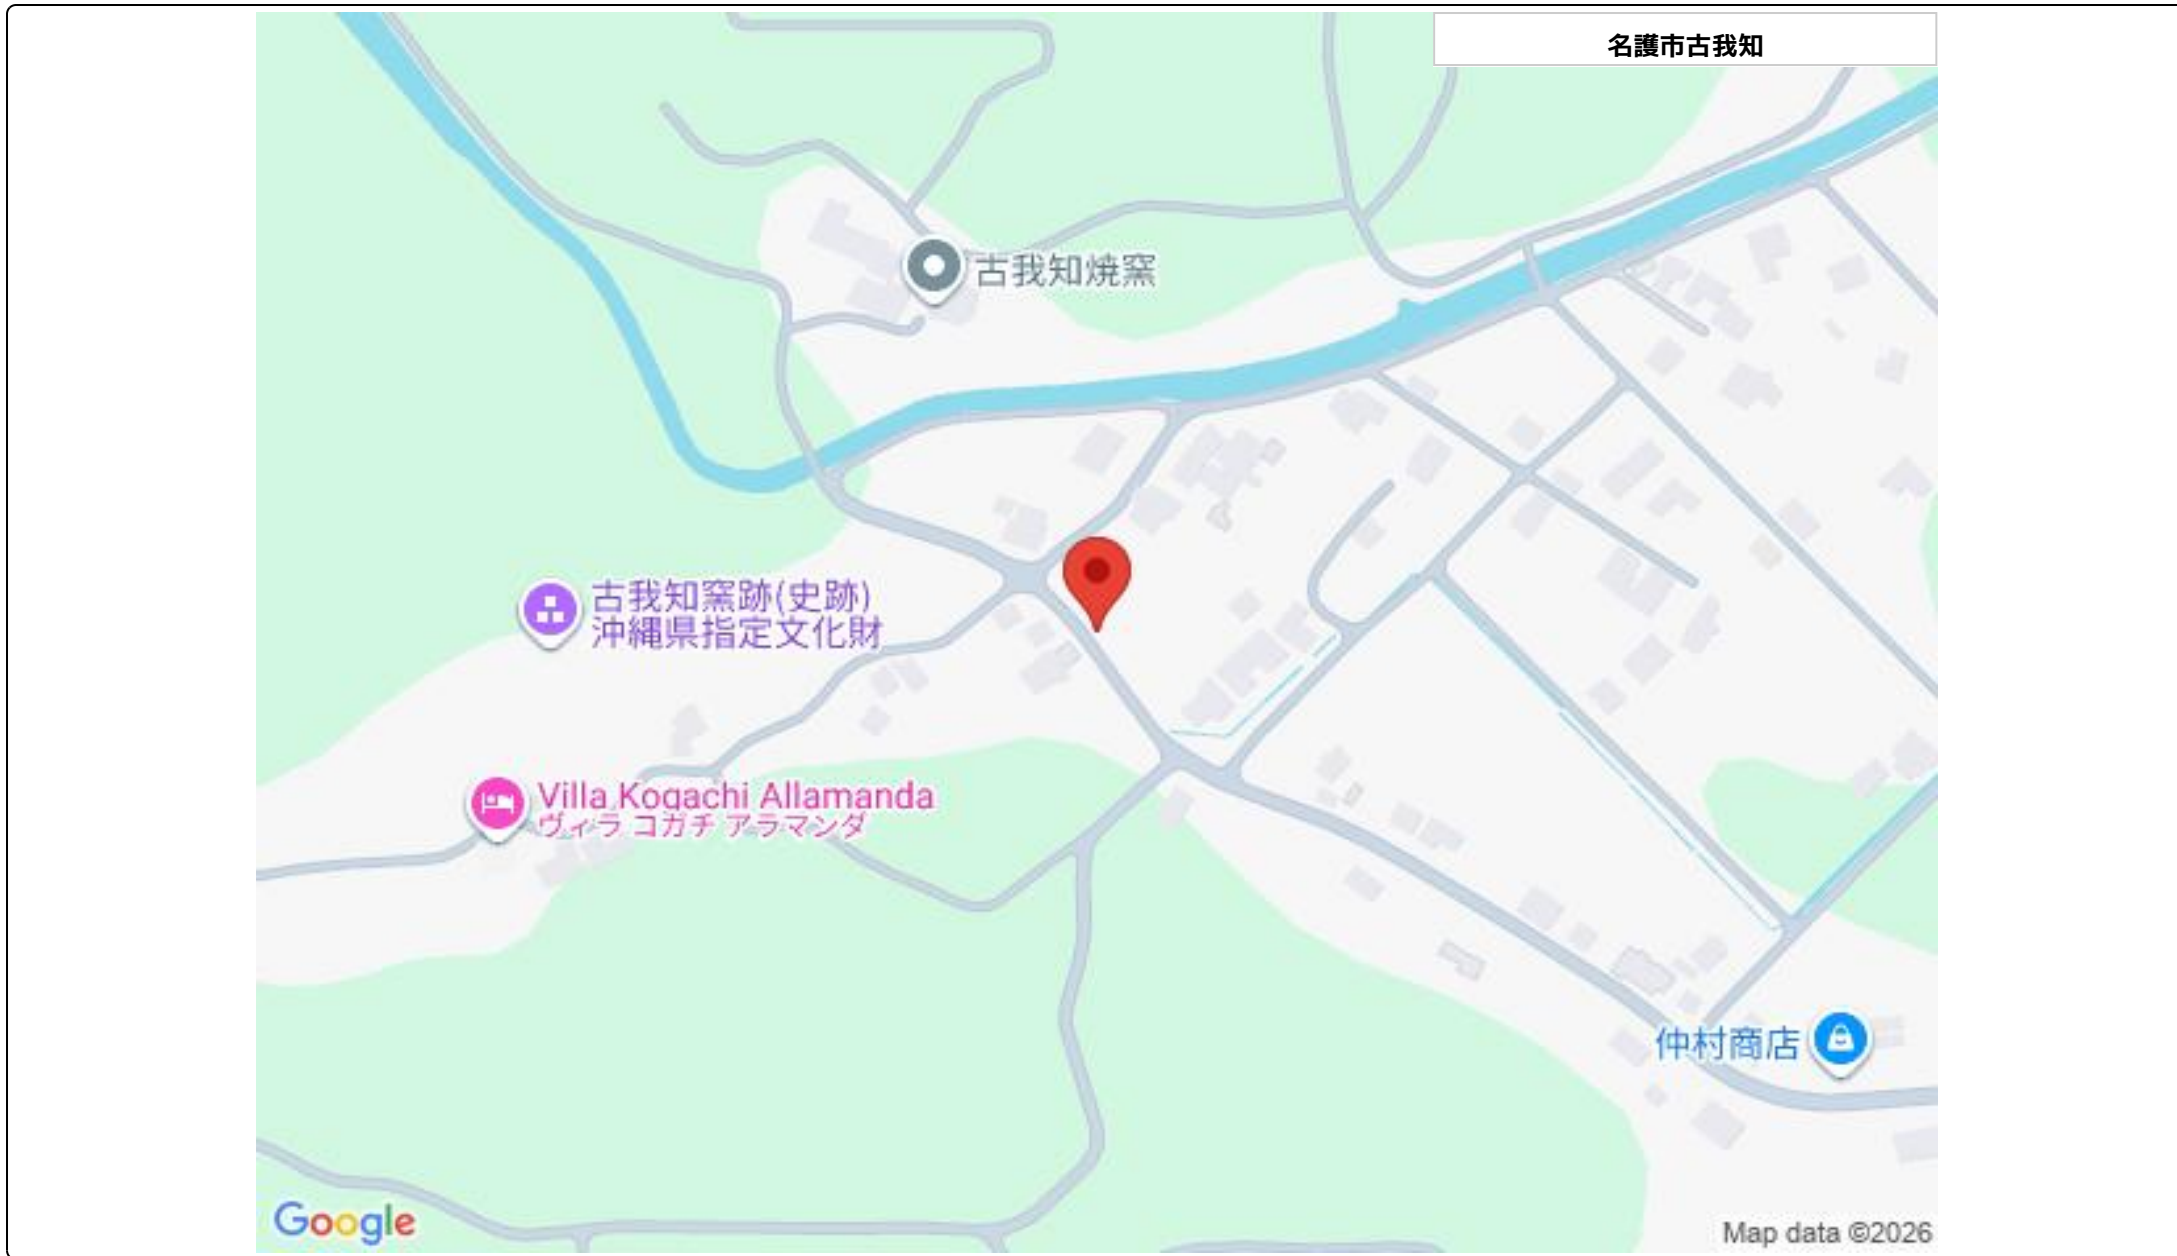 名護市古我知
古我知焼窯
古我知窯跡(史跡)
沖縄県指定文化財
Villa Kogachi Allamanda
ヴィラ コガチ アラマンダ
仲村商店
Google
Map data ©2026